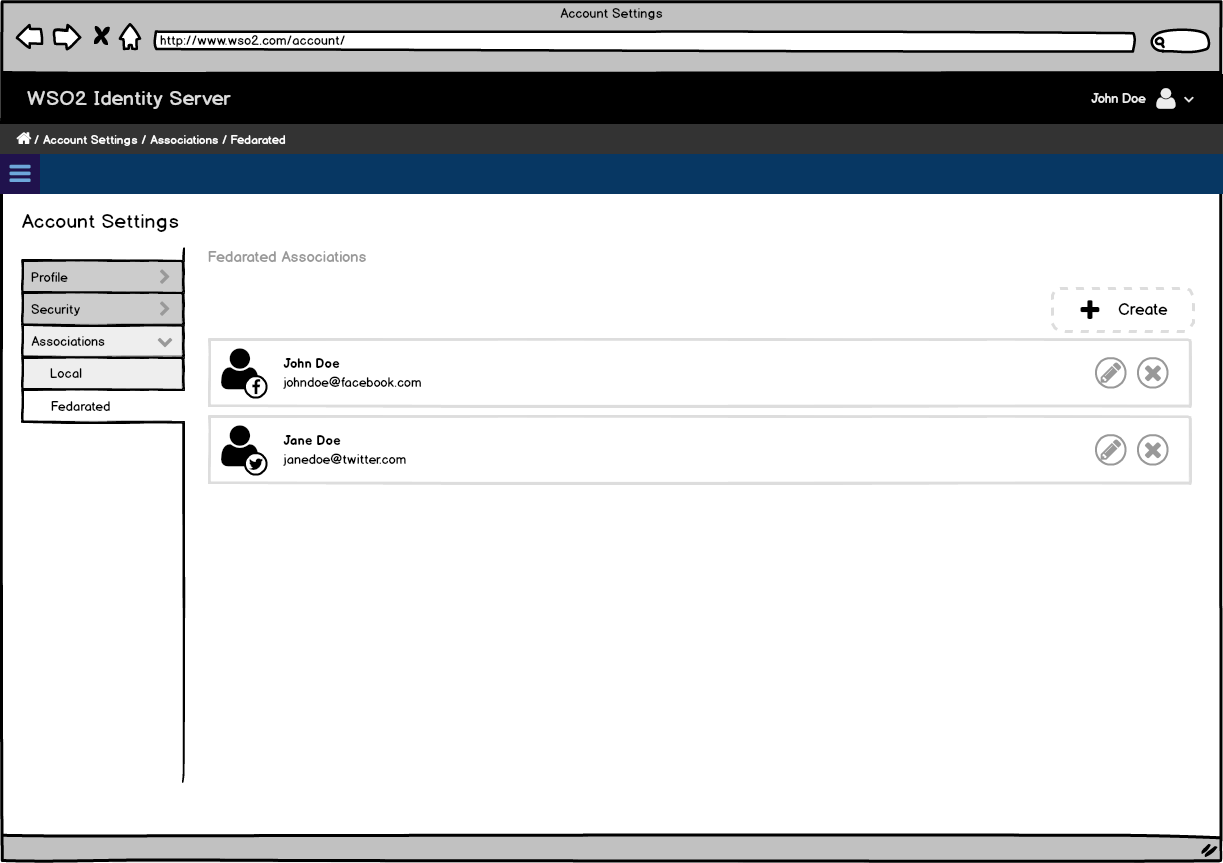 Account Settings
http://www.wso2.com/account/
WSO2 Identity Server
John Doe
/ Account Settings / Associations / Fedarated
Account Settings
Profile
Security
Associations
Local
Fedarated
Fedarated Associations
Create
John Doe
johndoe@facebook.com
Jane Doe
janedoe@twitter.com